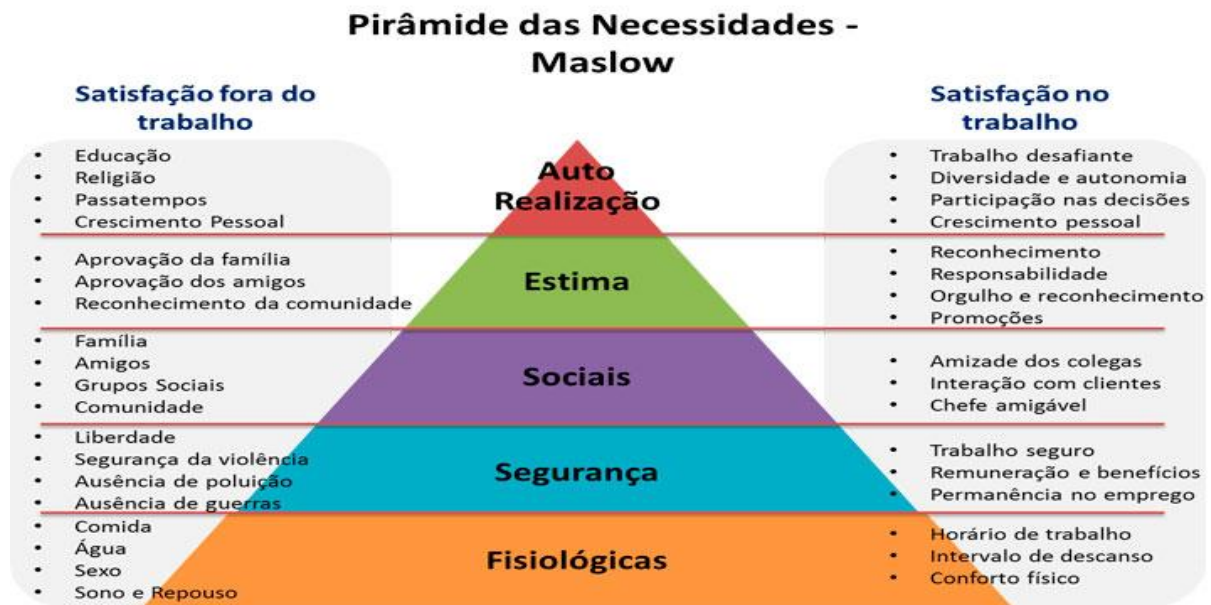 Pirâmide das Necessidades -
Maslow
Satisfação fora do
trabalho
• Educação
• Religião
• Passatempos
• Crescimento Pessoal
• Aprovação da família
• Aprovação dos amigos
• Reconhecimento da comunidade
• Família
• Amigos
• Grupos Sociais
• Comunidade
• Liberdade
• Segurança da violência
• Ausência de poluição
• Ausência de guerras
• Comida
• Água
• Sexo
• Sono e Repouso
Auto
Realização
Estima
Sociais
Segurança
Fisiológicas
Satisfação no
trabalho
• Trabalho desafiante
• Diversidade e autonomia
• Participação nas decisões
• Crescimento pessoal
• Reconhecimento
• Responsabilidade
• Orgulho e reconhecimento
• Promoções
• Amizade dos colegas
• Interação com clientes
• Chefe amigável
• Trabalho seguro
• Remuneração e benefícios
• Permanência no emprego
• Horário de trabalho
• Intervalo de descanso
• Conforto físico